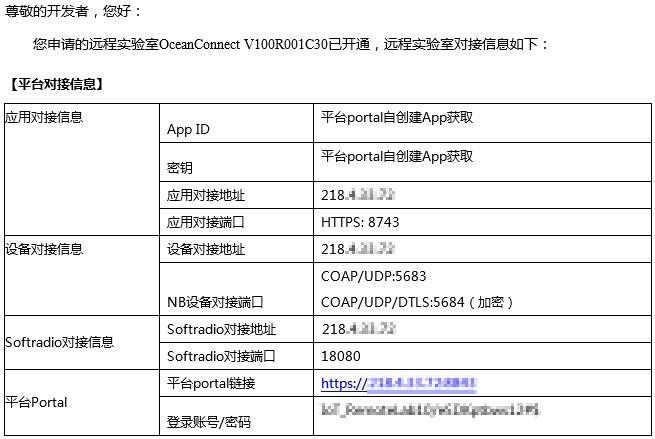 尊敬的开发者，您好：
您申请的远程实验室OceanConnect V100R001C30已开通，远程实验室对接信息如下：
【平台对接信息】
应用对接信息
App ID
平台portal自创建App获取
密钥
平台portal自创建App获取
应用对接地址
218.
应用对接端口
HTTPS: 8743
设备对接信息
设备对接地址
218.
NB设备对接端口
COAP/UDP:5683
COAP/UDP/DTLS:5684（加密）
Softradio对接信息
Softradio对接地址
218.
Softradio对接端口
18080
平台Portal
平台portal链接
https://
登录账号/密码